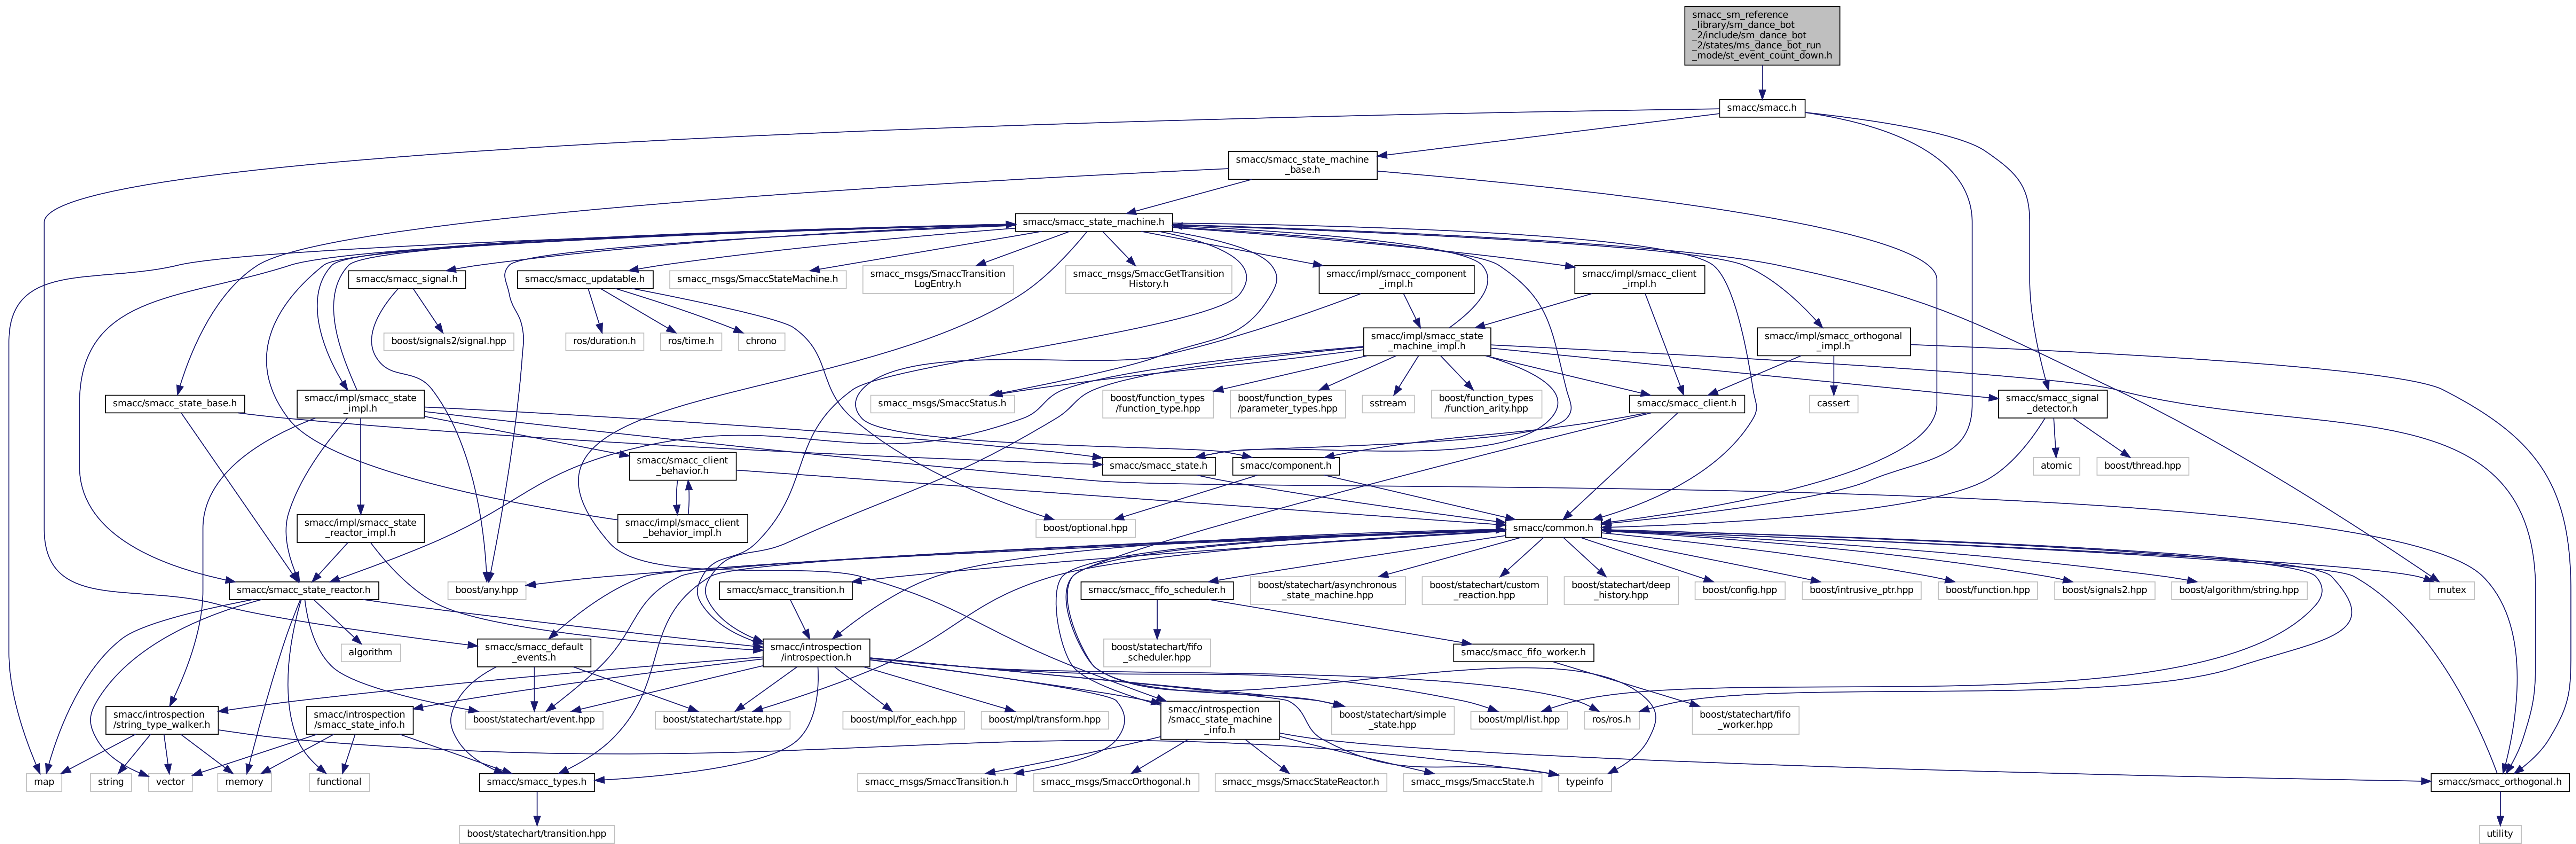 smacc_sm_reference
_library/sm_dance_bot
_2/include/sm_dance_bot
_2/states/ms_dance_bot_run
_mode/st_event_count_down.h
smacc/smacc.h
smacc/smacc_state_machine
_base.h
smacc/smacc_state_machine.h
smacc/smacc_signal.h
smacc/smacc_updatable.h
smacc_msgs/SmaccStateMachine.h
smacc_msgs/SmaccTransition
LogEntry.h
smacc_msgs/SmaccGetTransition
History.h
smacc/impl/smacc_component
_impl.h
smacc/impl/smacc_client
_impl.h
boost/signals2/signal.hpp
ros/duration.h
ros/time.h
chrono
smacc/impl/smacc_state
_machine_impl.h
smacc/impl/smacc_orthogonal
_impl.h
smacc/smacc_state_base.h
smacc/impl/smacc_state
_impl.h
smacc_msgs/SmaccStatus.h
boost/function_types
/function_type.hpp
boost/function_types
/parameter_types.hpp
sstream
boost/function_types
/function_arity.hpp
smacc/smacc_client.h
cassert
smacc/smacc_signal
_detector.h
smacc/smacc_client
_behavior.h
smacc/smacc_state.h
smacc/component.h
atomic
boost/thread.hpp
smacc/impl/smacc_state
_reactor_impl.h
smacc/impl/smacc_client
_behavior_impl.h
boost/optional.hpp
smacc/common.h
smacc/smacc_state_reactor.h
boost/any.hpp
smacc/smacc_transition.h
smacc/smacc_fifo_scheduler.h
boost/statechart/asynchronous
_state_machine.hpp
boost/statechart/custom
_reaction.hpp
boost/statechart/deep
_history.hpp
boost/config.hpp
boost/intrusive_ptr.hpp
boost/function.hpp
boost/signals2.hpp
boost/algorithm/string.hpp
mutex
algorithm
smacc/smacc_default
_events.h
smacc/introspection
/introspection.h
boost/statechart/fifo
_scheduler.hpp
smacc/smacc_fifo_worker.h
smacc/introspection
/string_type_walker.h
smacc/introspection
/smacc_state_info.h
boost/statechart/event.hpp
boost/statechart/state.hpp
boost/mpl/for_each.hpp
boost/mpl/transform.hpp
smacc/introspection
/smacc_state_machine
_info.h
boost/statechart/simple
_state.hpp
boost/mpl/list.hpp
ros/ros.h
boost/statechart/fifo
_worker.hpp
map
string
vector
memory
functional
smacc/smacc_types.h
smacc_msgs/SmaccTransition.h
smacc_msgs/SmaccOrthogonal.h
smacc_msgs/SmaccStateReactor.h
smacc_msgs/SmaccState.h
typeinfo
smacc/smacc_orthogonal.h
boost/statechart/transition.hpp
utility